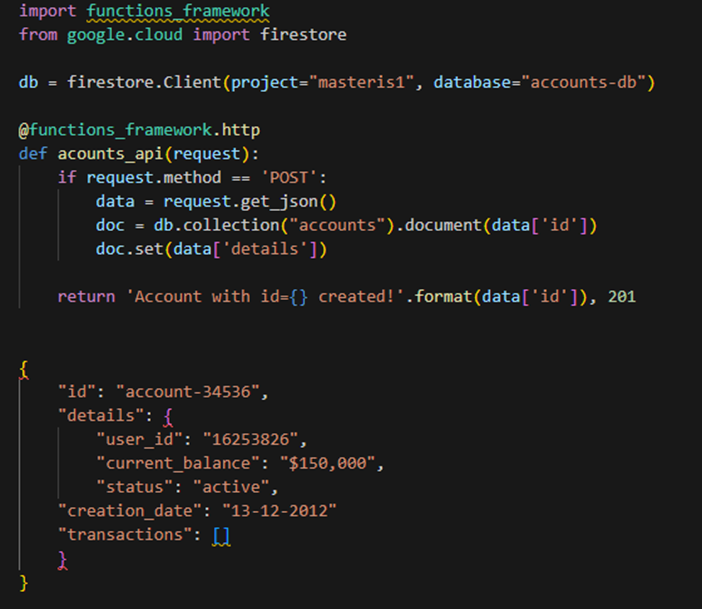 import functions_framework
from google.cloud import firestore
db = firestore.Client(project="masteris1", database="accounts-db")
@functions_framework.http
def acounts_api(request):
if request.method == 'POST':
data = request.get_json()
doc = db.collection("accounts").document(data['id'])
doc.set(data['details'])
return 'Account with id={} created!'.format(data['id']), 201
{
"id": "account-34536",
"details": {
"user_id": "16253826",
"current_balance": "$150,000",
"status": "active",
"creation_date": "13-12-2012"
"transactions": []
}
}